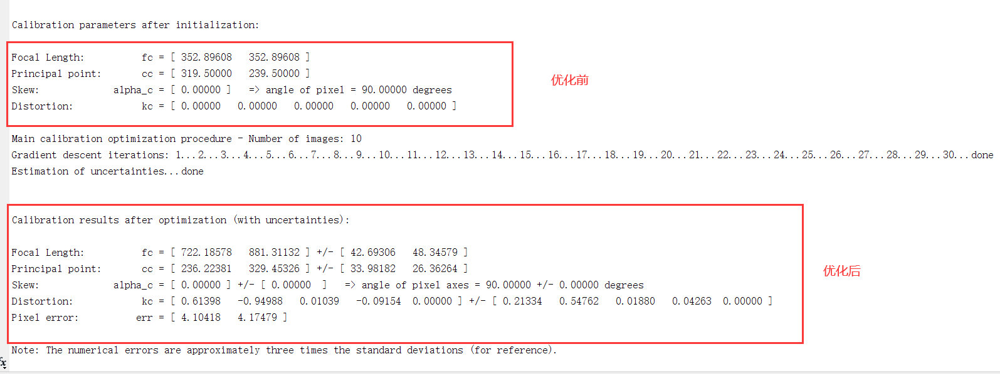 Calibration parameters after initialization:
Focal Length: fc = [ 352.89608 352.89608 ]
Principal point: cc = [ 319.50000 239.50000 ]
优化前
Skew: alpha_c = [ 0.00000 ] => angle of pixel = 90.00000 degrees
Distortion: kc = [ 0.00000 0.00000 0.00000 0.00000 0.00000 ]
Main calibration optimization procedure - Number of images: 10
Gradient descent iterations: 1...2...3...4...5...6...7...8...9...10...11...12...13...14...15...16...17...18...19...20...21...22...23...24...25...26...27...28...29...30...done
Estimation of uncertainties...done
Calibration results after optimization (with uncertainties):
Focal Length: fc = [ 722.18578 881.31132 ] +/- [ 42.69306 48.34579 ]
Principal point: cc = [ 236.22381 329.45326 ] +/- [ 33.98182 26.36264 ]
优化后
Skew: alpha_c = [ 0.00000 ] +/- [ 0.00000 ] => angle of pixel axes = 90.00000 +/- 0.00000 degrees
Distortion: kc = [ 0.61398 -0.94988 0.01039 -0.09154 0.00000 ] +/- [ 0.21334 0.54762 0.01880 0.04263 0.00000 ]
Pixel error: err = [ 4.10418 4.17479 ]
Note: The numerical errors are approximately three times the standard deviations (for reference).
fx